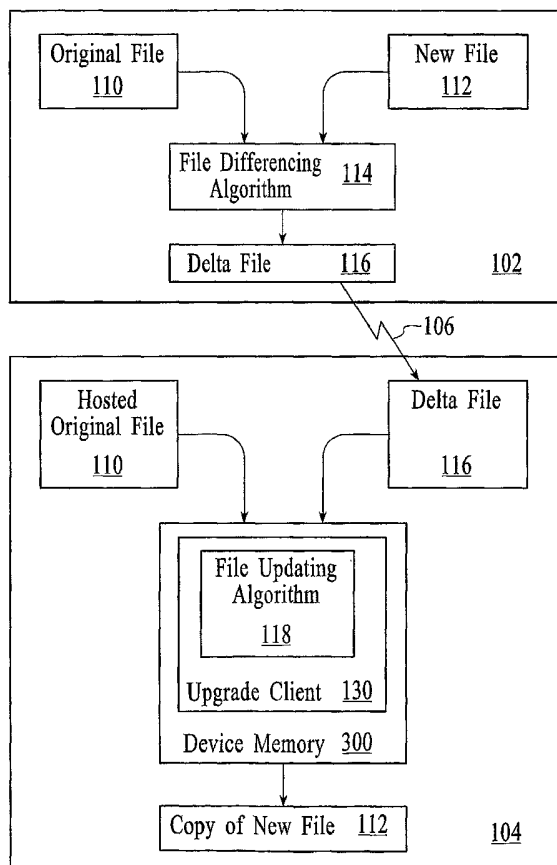 Original File
110
New File
112
File Differencing
Algorithm
114
Delta File 116
102
106
Hosted
Original File
110
Delta File
116
File Updating
Algorithm
118
Upgrade Client 130
Device Memory 300
Copy of New File 112
104